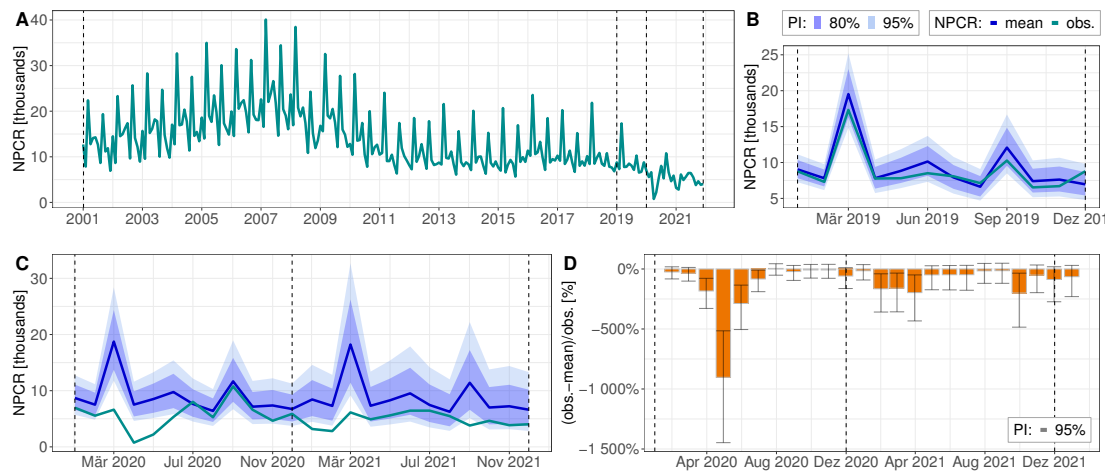 A
NPCR [thousands]
40
30
20
10
0
2001 2003 2005 2007 2009 2011 2013 2015 2017 2019 2021
B
PI: 80% 95% NPCR: mean obs.
NPCR [thousands]
25
20
15
10
5
Mär 2019 Jun 2019 Sep 2019 Dez 201
C
NPCR [thousands]
30
20
10
0
Mär 2020 Jul 2020 Nov 2020 Mär 2021 Jul 2021 Nov 2021
D
(obs.−mean)/obs. [%]
0%
−500%
−1 000%
−1 500%
PI: 95%
Apr 2020 Aug 2020 Dez 2020 Apr 2021 Aug 2021 Dez 2021